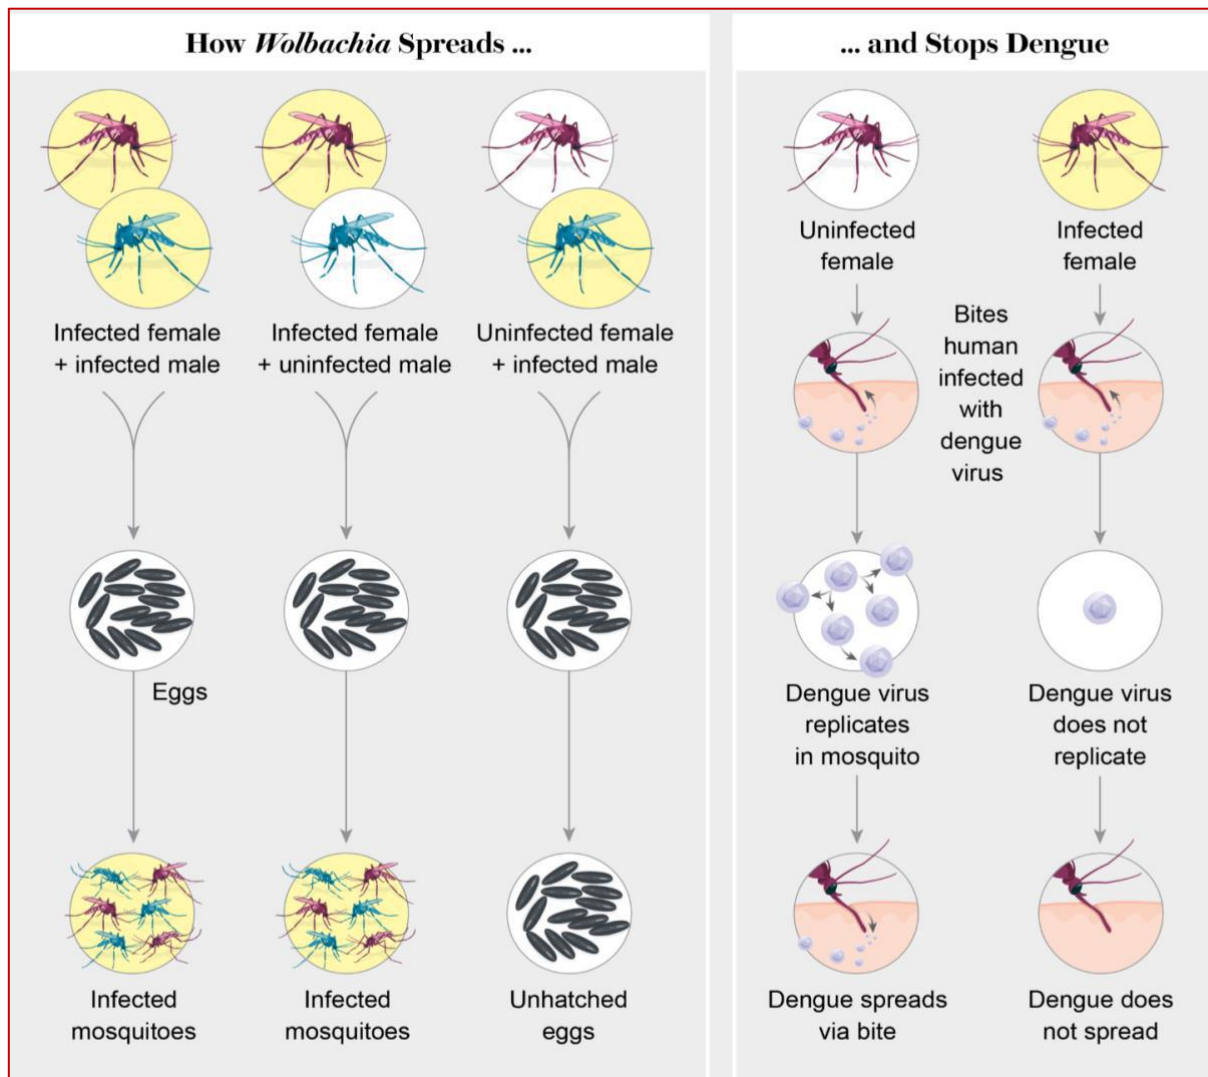 How Wolbachia Spreads ...
Infected female
+ infected male
Infected female
+ uninfected male
Uninfected female
+ infected male
Eggs
Infected
mosquitoes
Infected
mosquitoes
Unhatched
eggs
... and Stops Dengue
Uninfected
female
Infected
female
Bites
human
infected
with
dengue
virus
Dengue virus
replicates
in mosquito
Dengue virus
does not
replicate
Dengue spreads
via bite
Dengue does
not spread